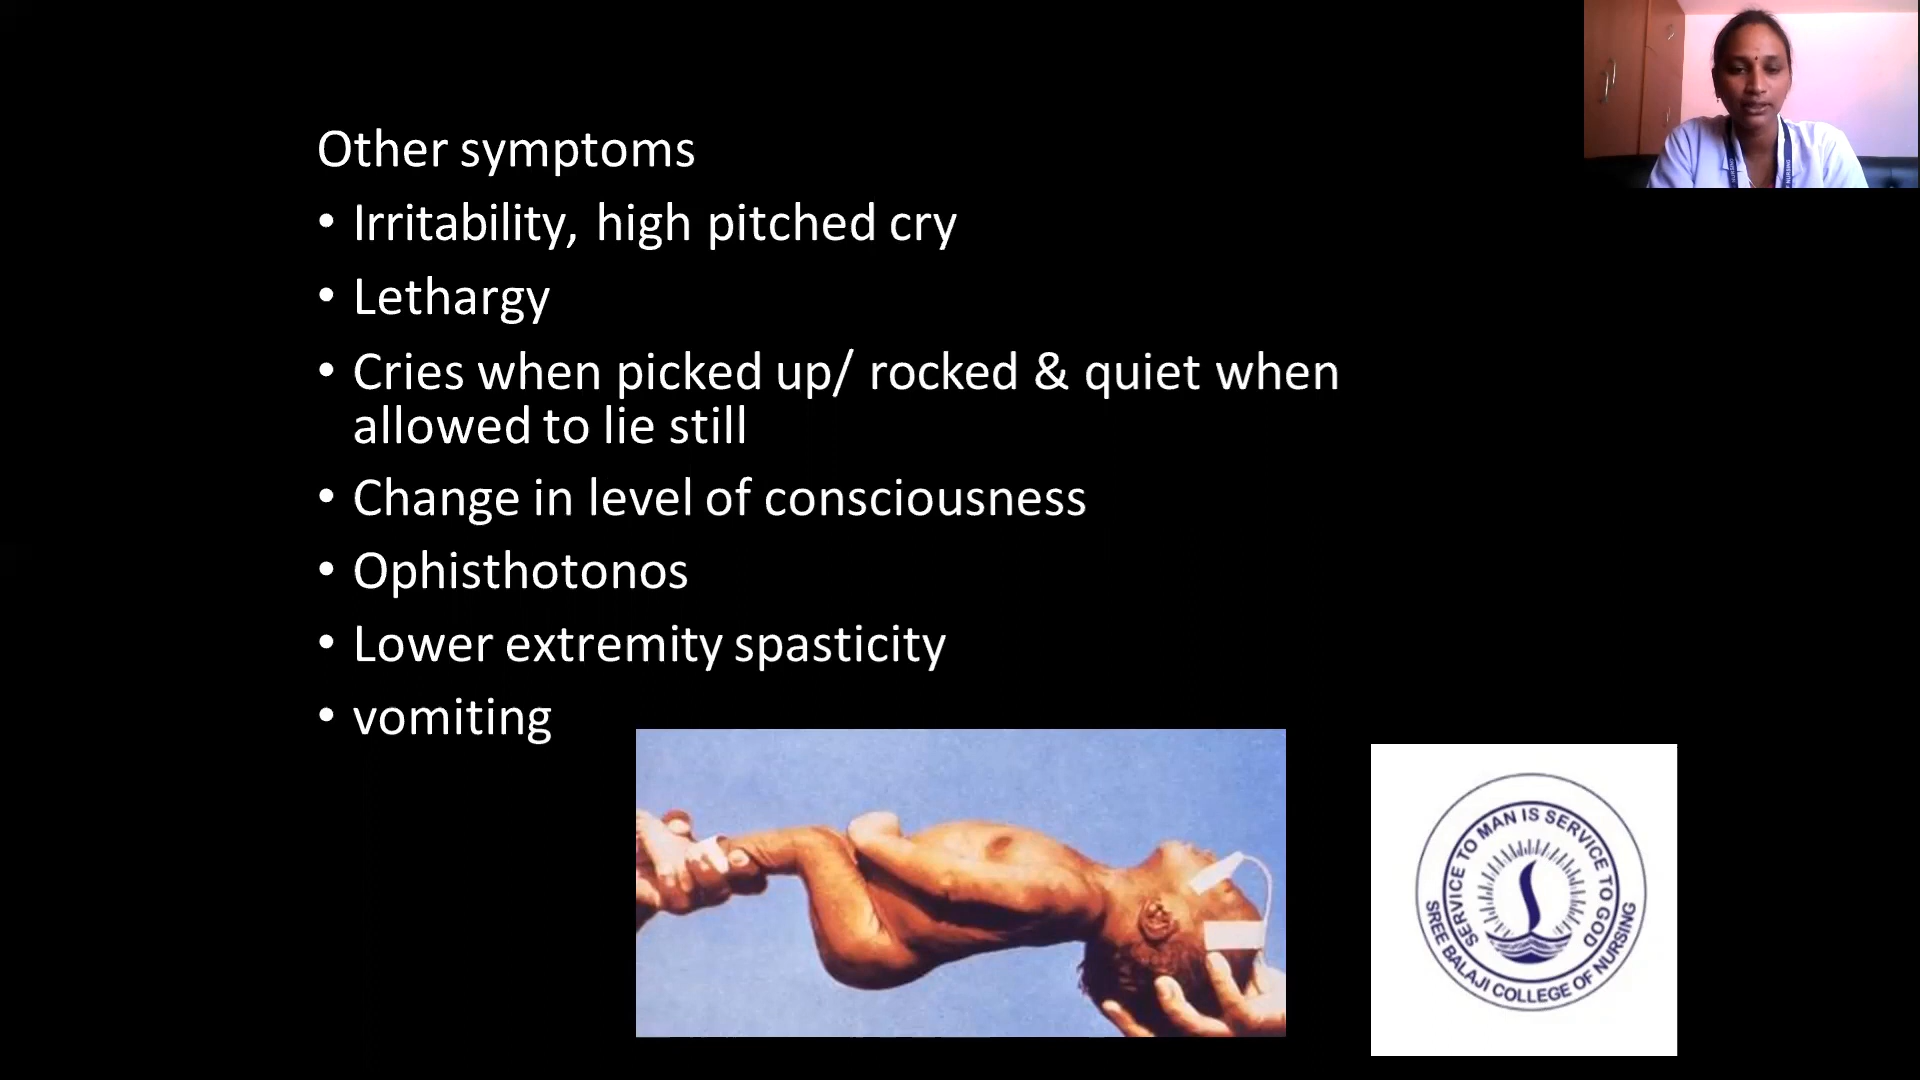 Other symptoms
• Irritability, high pitched cry
• Lethargy
• Cries when picked up/ rocked & quiet when
allowed to lie still
• Change in level of consciousness
• Ophisthotonos
• Lower extremity spasticity
• vomiting
SERVICE TO MAN IS SERVICE TO GOD
SREE BALAJI COLLEGE OF NURSING